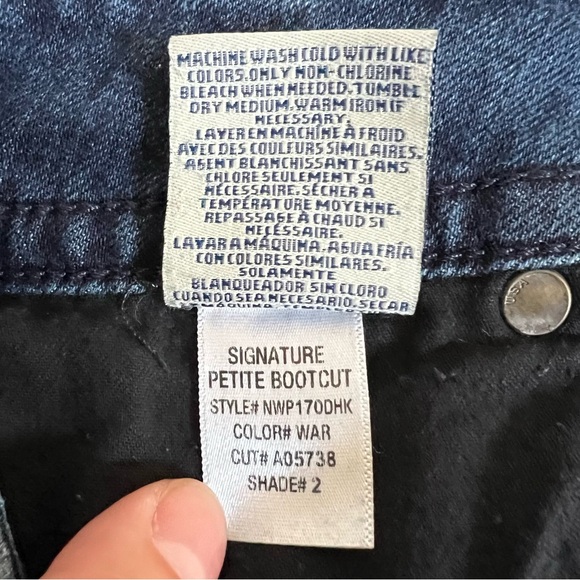 MACHINE WASH COLD WITH LIKE
COLORS. ONLY NON-CHLORINE
BLEACH WHEN NEEDED. TUMBLE
DRY MEDIUM. WARM IRON IF
NECESSARY.
LAVER EN MACHINE À FROID
AVEC DES COULEURS SIMILAIRES.
AGENT BLANCHISSANT SANS
CHLORE SEULEMENT SI
NÉCESSAIRE. SÉCHER A
TEMPÉRATURE MOYENNE.
REPASSAGE À CHAUD SI
NÉCESSAIRE.
LAVAR A MÁQUINA. AGUA FRÍA
CON COLORES SIMILARES.
SOLAMENTE
BLANQUEADOR SIN CLORO
CUANDO SEA NECESARIO. SECAR
USA
SIGNATURE
PETITE BOOTCUT
STYLE# NWP170DHK
COLOR# WAR
CUT# A05738
SHADE# 2